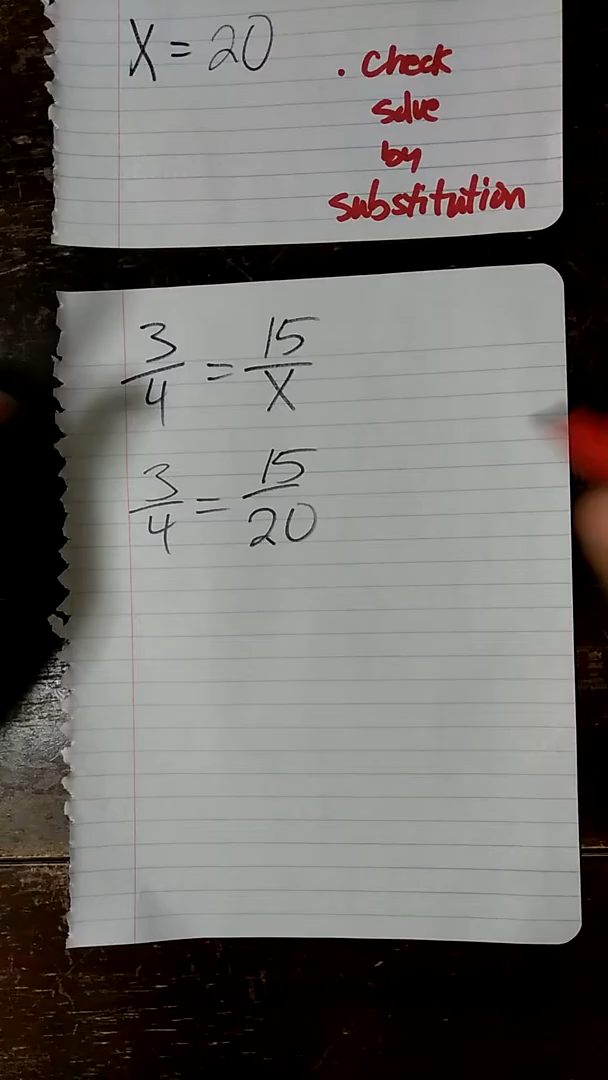 X = 20
. Check
solve
by
substitution
3/4 = 15/X
3/4 = 15/20